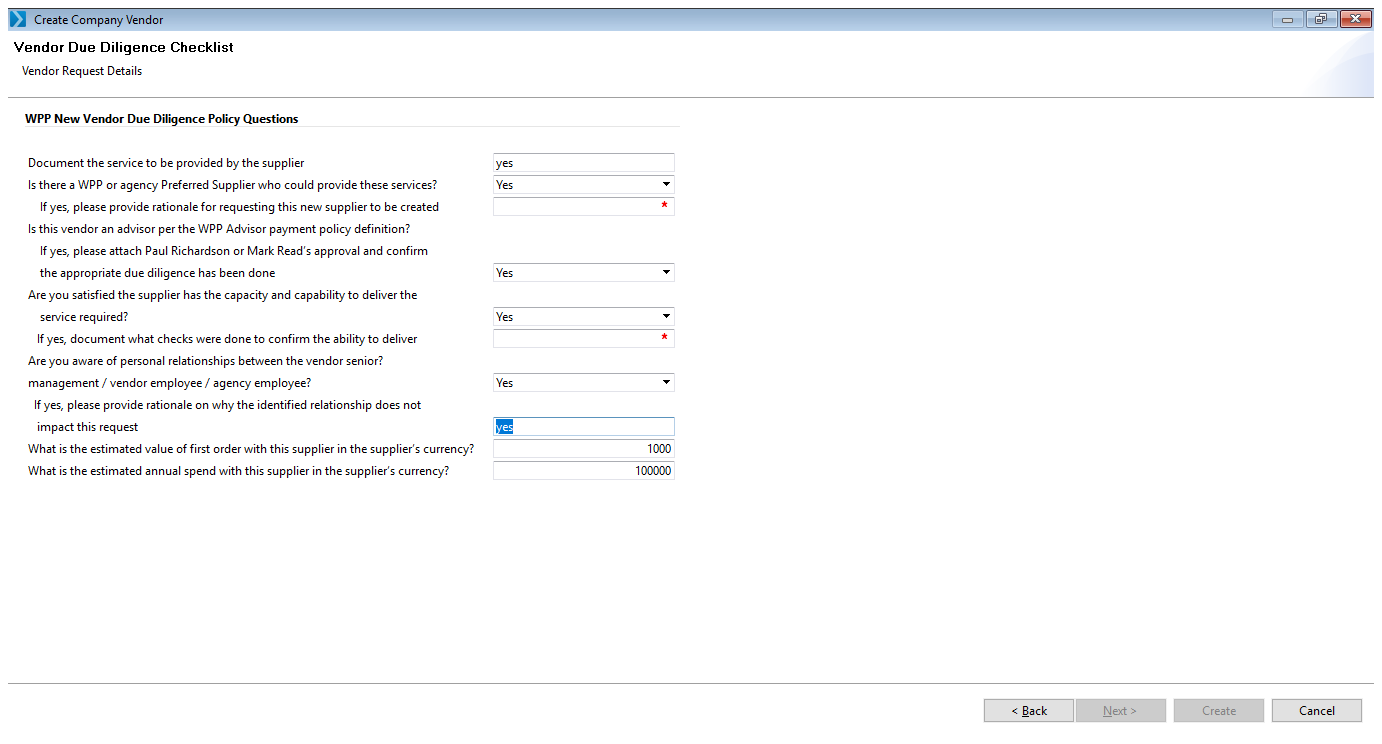 Create Company Vendor
Vendor Due Diligence Checklist
Vendor Request Details
WPP New Vendor Due Diligence Policy Questions
Document the service to be provided by the supplier yes
Is there a WPP or agency Preferred Supplier who could provide these services? Yes
If yes, please provide rationale for requesting this new supplier to be created *
Is this vendor an advisor per the WPP Advisor payment policy definition?
If yes, please attach Paul Richardson or Mark Read's approval and confirm
the appropriate due diligence has been done Yes
Are you satisfied the supplier has the capacity and capability to deliver the
service required? Yes
If yes, document what checks were done to confirm the ability to deliver *
Are you aware of personal relationships between the vendor senior?
management / vendor employee / agency employee? Yes
If yes, please provide rationale on why the identified relationship does not
impact this request yes
What is the estimated value of first order with this supplier in the supplier's currency? 1000
What is the estimated annual spend with this supplier in the supplier's currency? 100000
< Back Next > Create Cancel